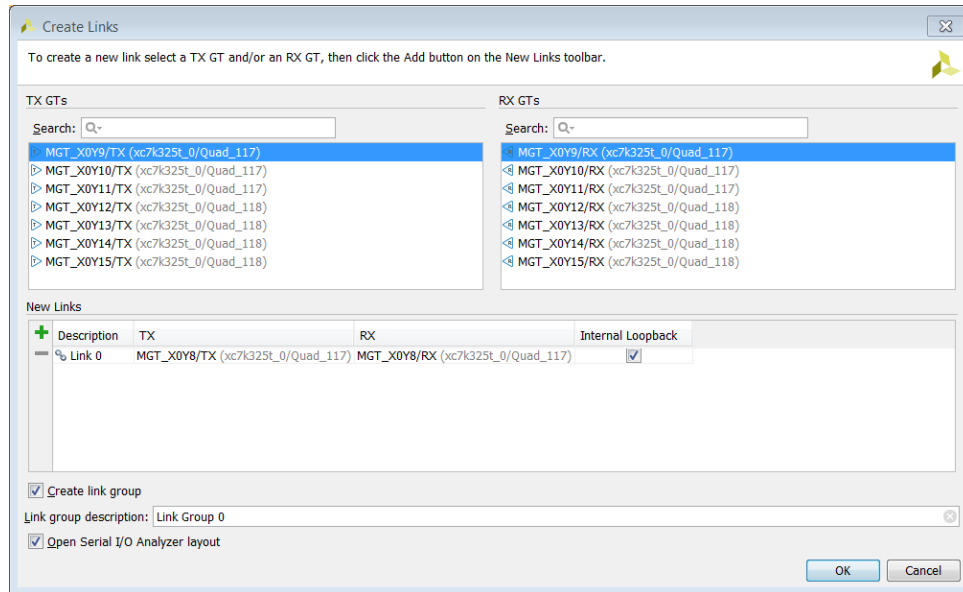 Create Links
To create a new link select a TX GT and/or an RX GT, then click the Add button on the New Links toolbar.
TX GTs
Search:
MGT_X0Y9/TX (xc7k325t_0/Quad_117)
MGT_X0Y10/TX (xc7k325t_0/Quad_117)
MGT_X0Y11/TX (xc7k325t_0/Quad_117)
MGT_X0Y12/TX (xc7k325t_0/Quad_118)
MGT_X0Y13/TX (xc7k325t_0/Quad_118)
MGT_X0Y14/TX (xc7k325t_0/Quad_118)
MGT_X0Y15/TX (xc7k325t_0/Quad_118)
RX GTs
Search:
MGT_X0Y9/RX (xc7k325t_0/Quad_117)
MGT_X0Y10/RX (xc7k325t_0/Quad_117)
MGT_X0Y11/RX (xc7k325t_0/Quad_117)
MGT_X0Y12/RX (xc7k325t_0/Quad_118)
MGT_X0Y13/RX (xc7k325t_0/Quad_118)
MGT_X0Y14/RX (xc7k325t_0/Quad_118)
MGT_X0Y15/RX (xc7k325t_0/Quad_118)
New Links
Description TX RX Internal Loopback
Link 0 MGT_X0Y8/TX (xc7k325t_0/Quad_117) MGT_X0Y8/RX (xc7k325t_0/Quad_117)
Create link group
Link group description: Link Group 0
Open Serial I/O Analyzer layout
OK Cancel